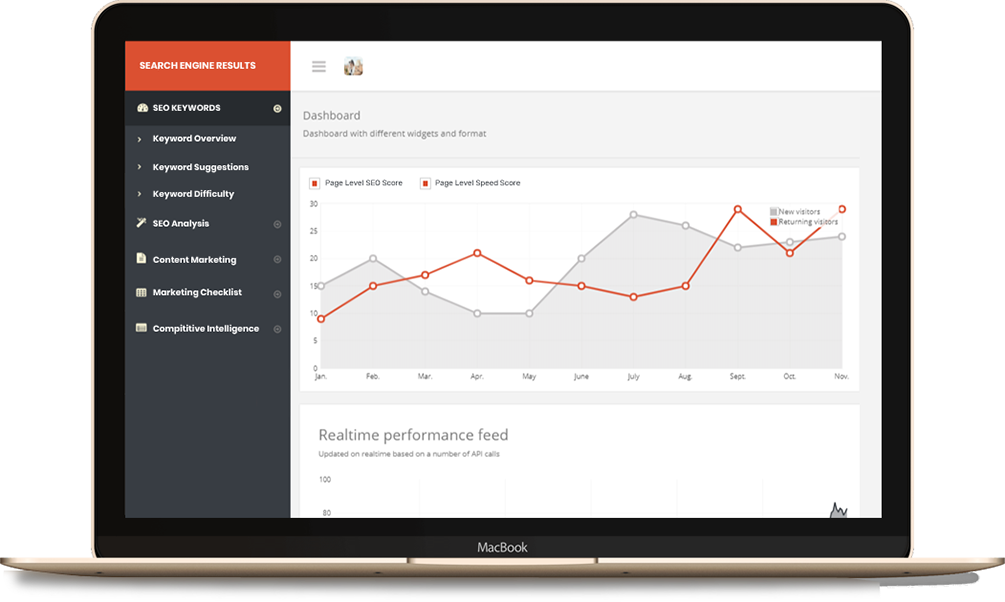 SEARCH ENGINE RESULTS
SEO KEYWORDS
Keyword Overview
Keyword Suggestions
Keyword Difficulty
SEO Analysis
Content Marketing
Marketing Checklist
Compititive Intelligence
Dashboard
Dashboard with different widgets and format
Page Level SEO Score Page Level Speed Score
New visitors
Returning visitors
30
25
20
15
10
5
0
Jan. Feb. Mar. Apr. May June July Aug. Sept. Oct. Nov.
Realtime performance feed
Updated on realtime based on a number of API calls
100
80
MacBook